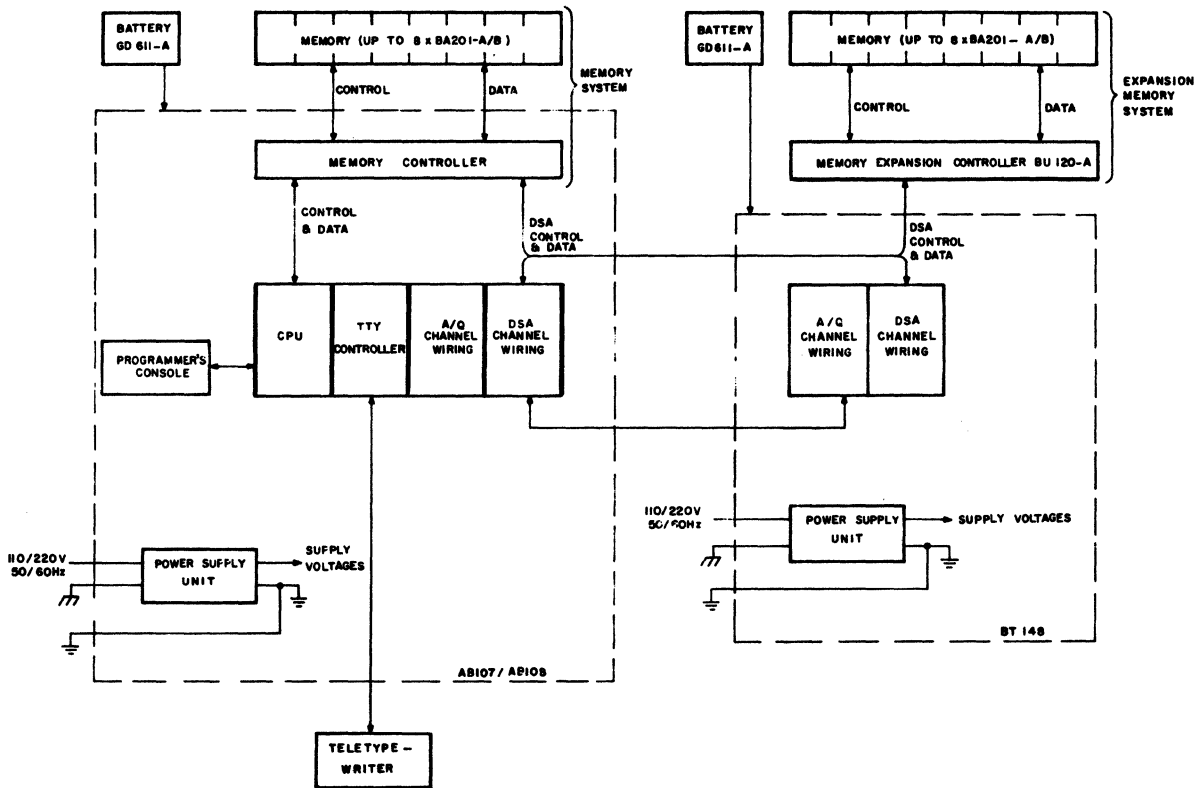 BATTERY
GD 611-A
MEMORY (UP TO 8 x BA201-A/B)
CONTROL
DATA
MEMORY
SYSTEM
MEMORY CONTROLLER
CONTROL
& DATA
DSA
CONTROL
& DATA
CPU
TTY
CONTROLLER
A/Q
CHANNEL
WIRING
DSA
CHANNEL
WIRING
PROGRAMMER'S
CONSOLE
110/220V
50/60Hz
POWER SUPPLY
UNIT
SUPPLY
VOLTAGES
AB107/ AB108
TELETYPE-
WRITER
BATTERY
GD611-A
MEMORY (UP TO 8xBA201- A/B)
CONTROL
DATA
EXPANSION
MEMORY
SYSTEM
MEMORY EXPANSION CONTROLLER BU 120-A
DSA
CONTROL
& DATA
A/Q
CHANNEL
WIRING
DSA
CHANNEL
WIRING
110/220V
50/60Hz
POWER SUPPLY
UNIT
SUPPLY VOLTAGES
BT 148